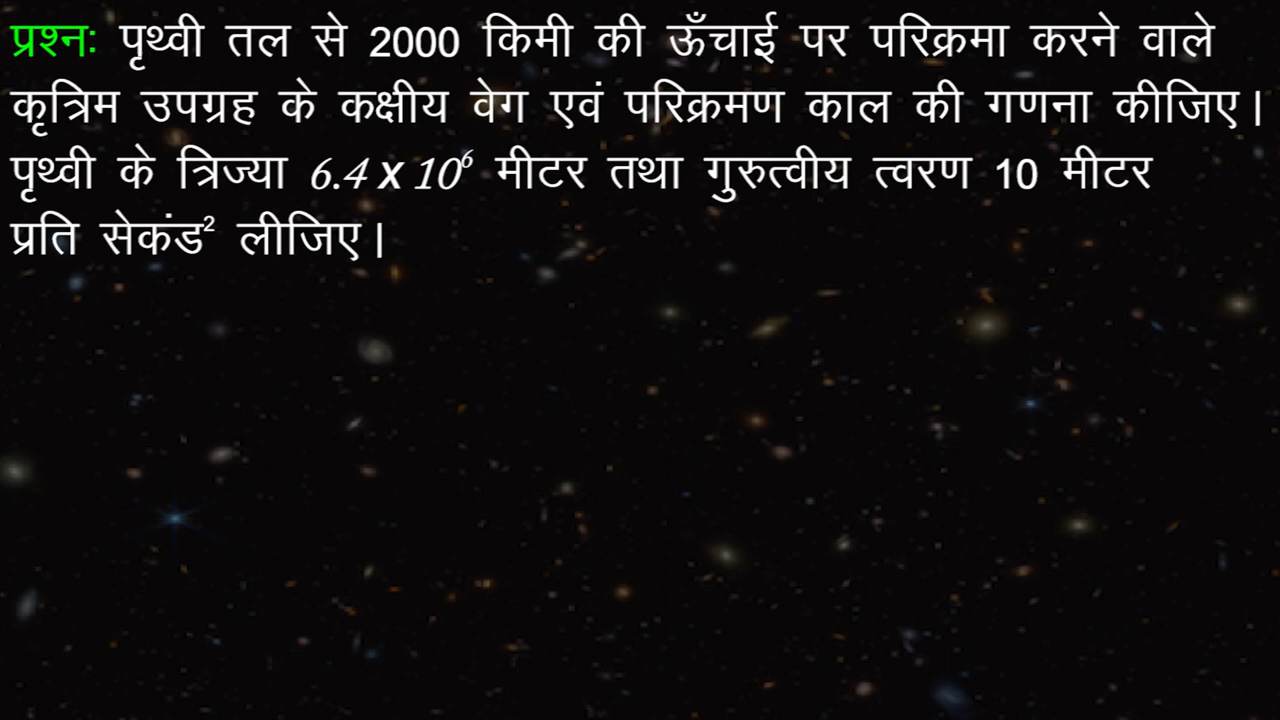 प्रश्न: पृथ्वी तल से 2000 किमी की ऊँचाई पर परिक्रमा करने वाले
कृत्रिम उपग्रह के कक्षीय वेग एवं परिक्रमण काल की गणना कीजिए।
पृथ्वी के त्रिज्या 6.4 x 10⁶ मीटर तथा गुरुत्वीय त्वरण 10 मीटर
प्रति सेकंड² लीजिए।